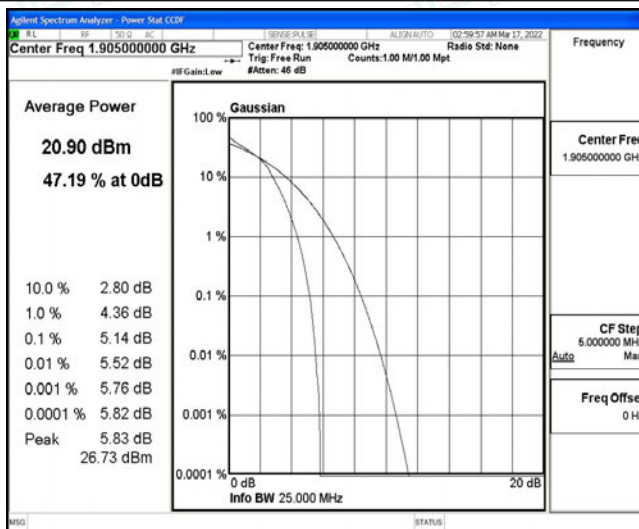 Agilent Spectrum Analyzer - Power Stat CCDF
RL RF 50 Ω AC SENSE:PULSE ALIGN AUTO 02:59:57 AM Mar 17, 2022
Center Freq 1.905000000 GHz
Center Freq: 1.905000000 GHz Radio Std: None
Trig: Free Run Counts:1.00 M/1.00 Mpt
#IFGain:Low #Atten: 46 dB
Frequency
Average Power
20.90 dBm
47.19 % at 0dB
10.0 % 2.80 dB
1.0 % 4.36 dB
0.1 % 5.14 dB
0.01 % 5.52 dB
0.001 % 5.76 dB
0.0001 % 5.82 dB
Peak 5.83 dB
26.73 dBm
Gaussian
100 %
10 %
1 %
0.1 %
0.01 %
0.001 %
0.0001 %
0 dB 20 dB
Info BW 25.000 MHz
Center Fre
1.905000000 GH
CF Step
5.000000 MH
Auto Ma
Freq Offse
0 H
MSG STATUS